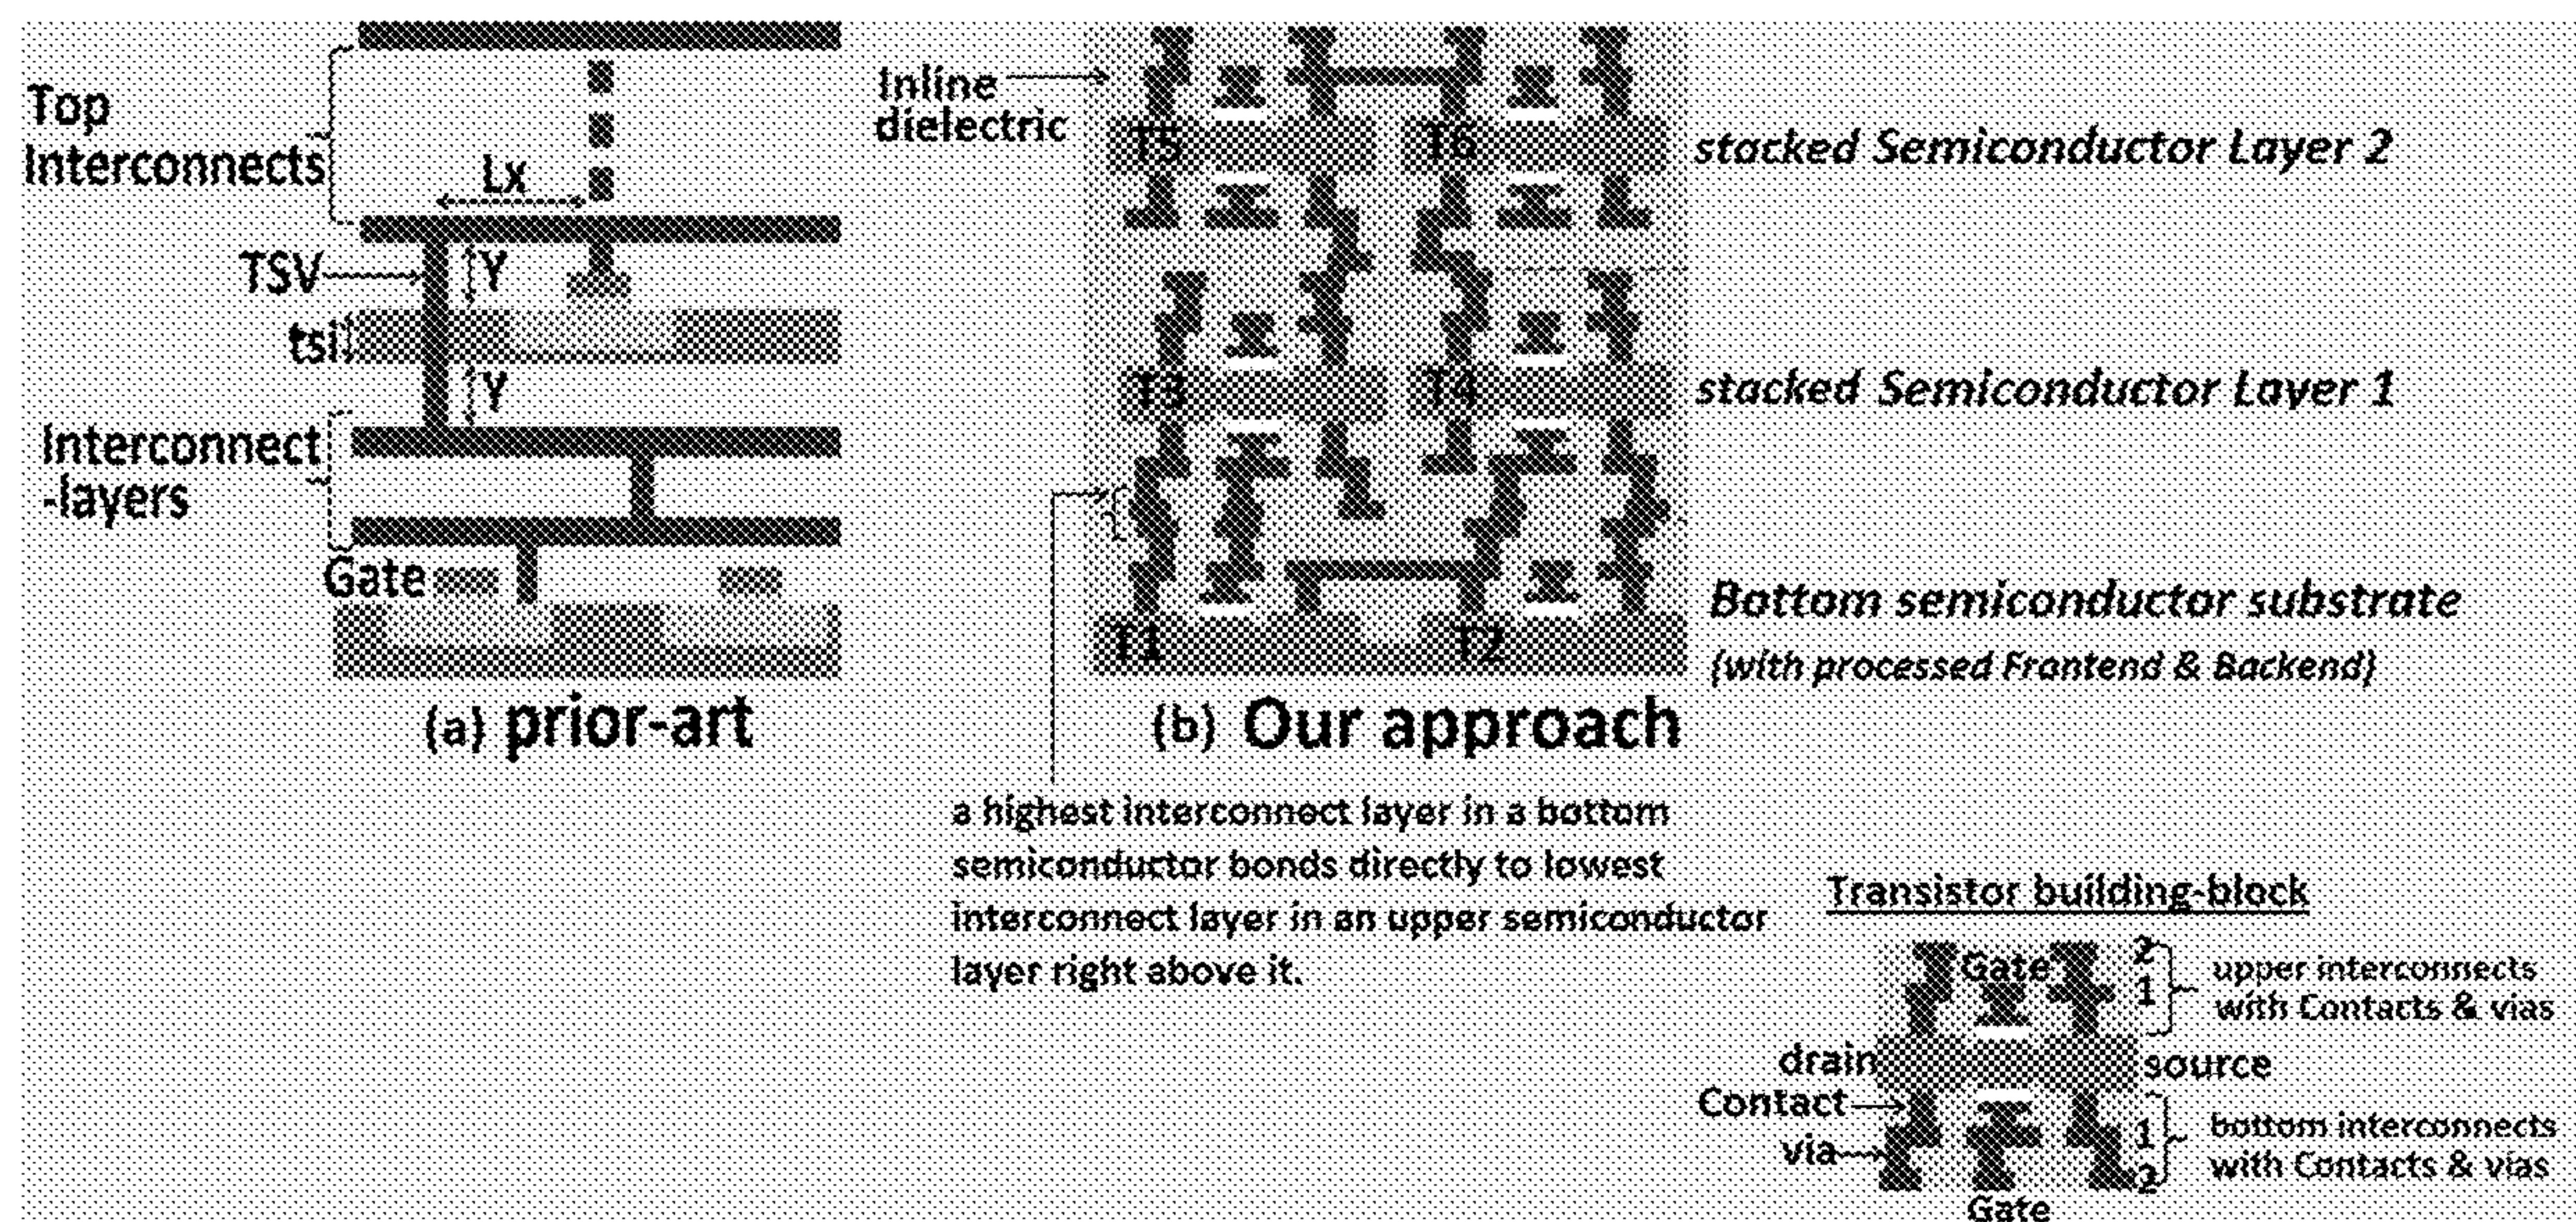 Top
Interconnects
Lx
TSV
Y
tsi
Y
Interconnect
-layers
Gate
(a) prior-art
Inline
dielectric
T5
T6
stacked Semiconductor Layer 2
T3
T4
stacked Semiconductor Layer 1
T1
T2
Bottom semiconductor substrate
(with processed Frontend & Backend)
(b) Our approach
a highest interconnect layer in a bottom
semiconductor bonds directly to lowest
interconnect layer in an upper semiconductor
layer right above it.
Transistor building-block
Gate
2
1
upper interconnects
with Contacts & vias
drain
source
Contact
via
1
2
bottom interconnects
with Contacts & vias
Gate